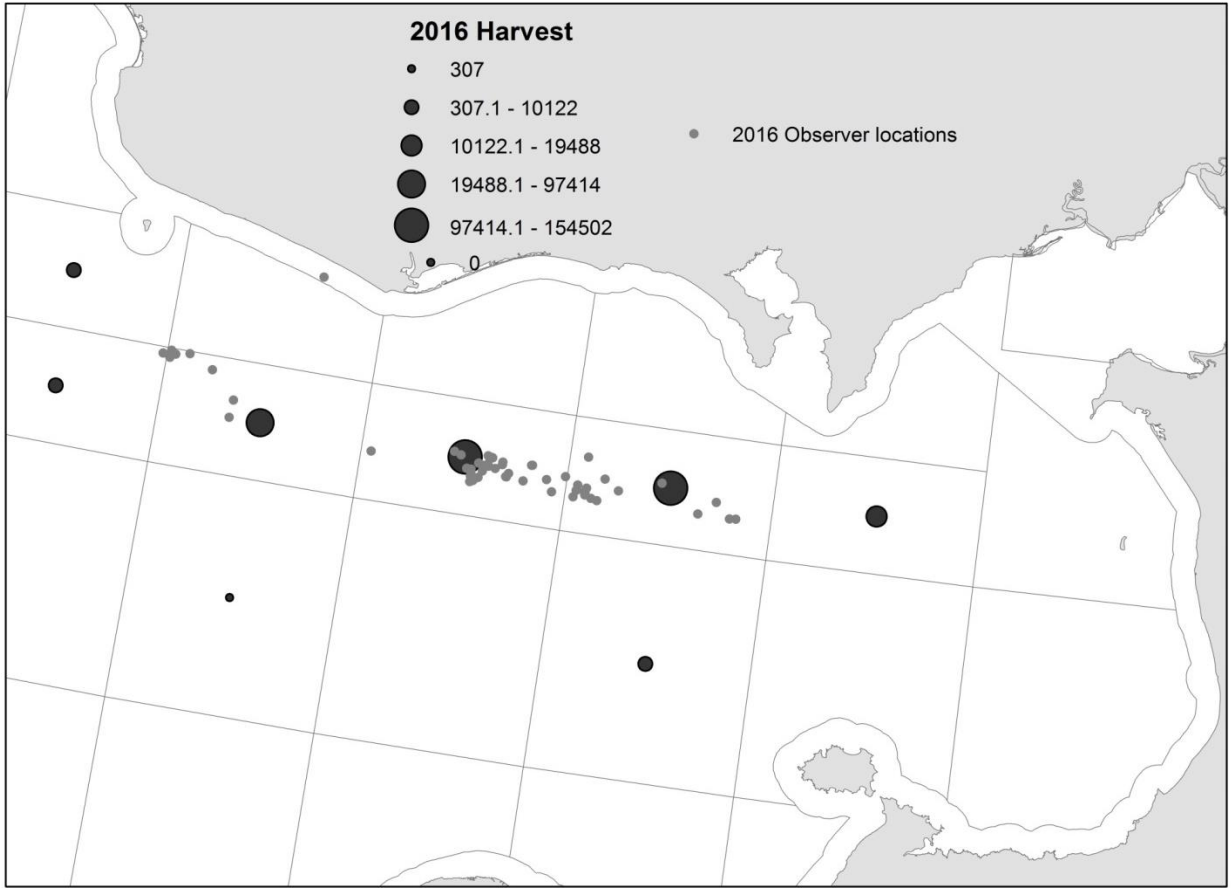 2016 Harvest
307
307.1 - 10122
10122.1 - 19488
19488.1 - 97414
97414.1 - 154502
0
2016 Observer locations